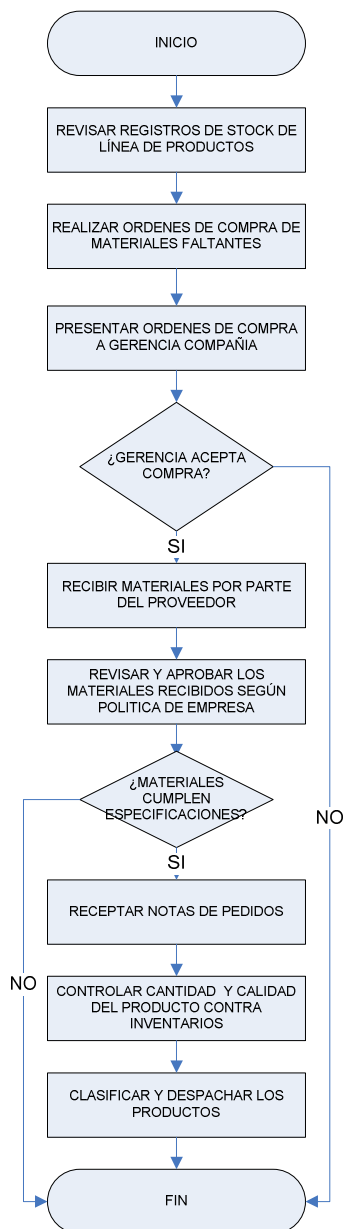 INICIO
REVISAR REGISTROS DE STOCK DE
LÍNEA DE PRODUCTOS
REALIZAR ORDENES DE COMPRA DE
MATERIALES FALTANTES
PRESENTAR ORDENES DE COMPRA
A GERENCIA COMPAÑIA
¿GERENCIA ACEPTA
COMPRA?
SI
RECIBIR MATERIALES POR PARTE
DEL PROVEEDOR
REVISAR Y APROBAR LOS
MATERIALES RECIBIDOS SEGÚN
POLITICA DE EMPRESA
¿MATERIALES
CUMPLEN
ESPECIFICACIONES?
NO
SI
RECEPTAR NOTAS DE PEDIDOS
NO
CONTROLAR CANTIDAD Y CALIDAD
DEL PRODUCTO CONTRA
INVENTARIOS
CLASIFICAR Y DESPACHAR LOS
PRODUCTOS
FIN